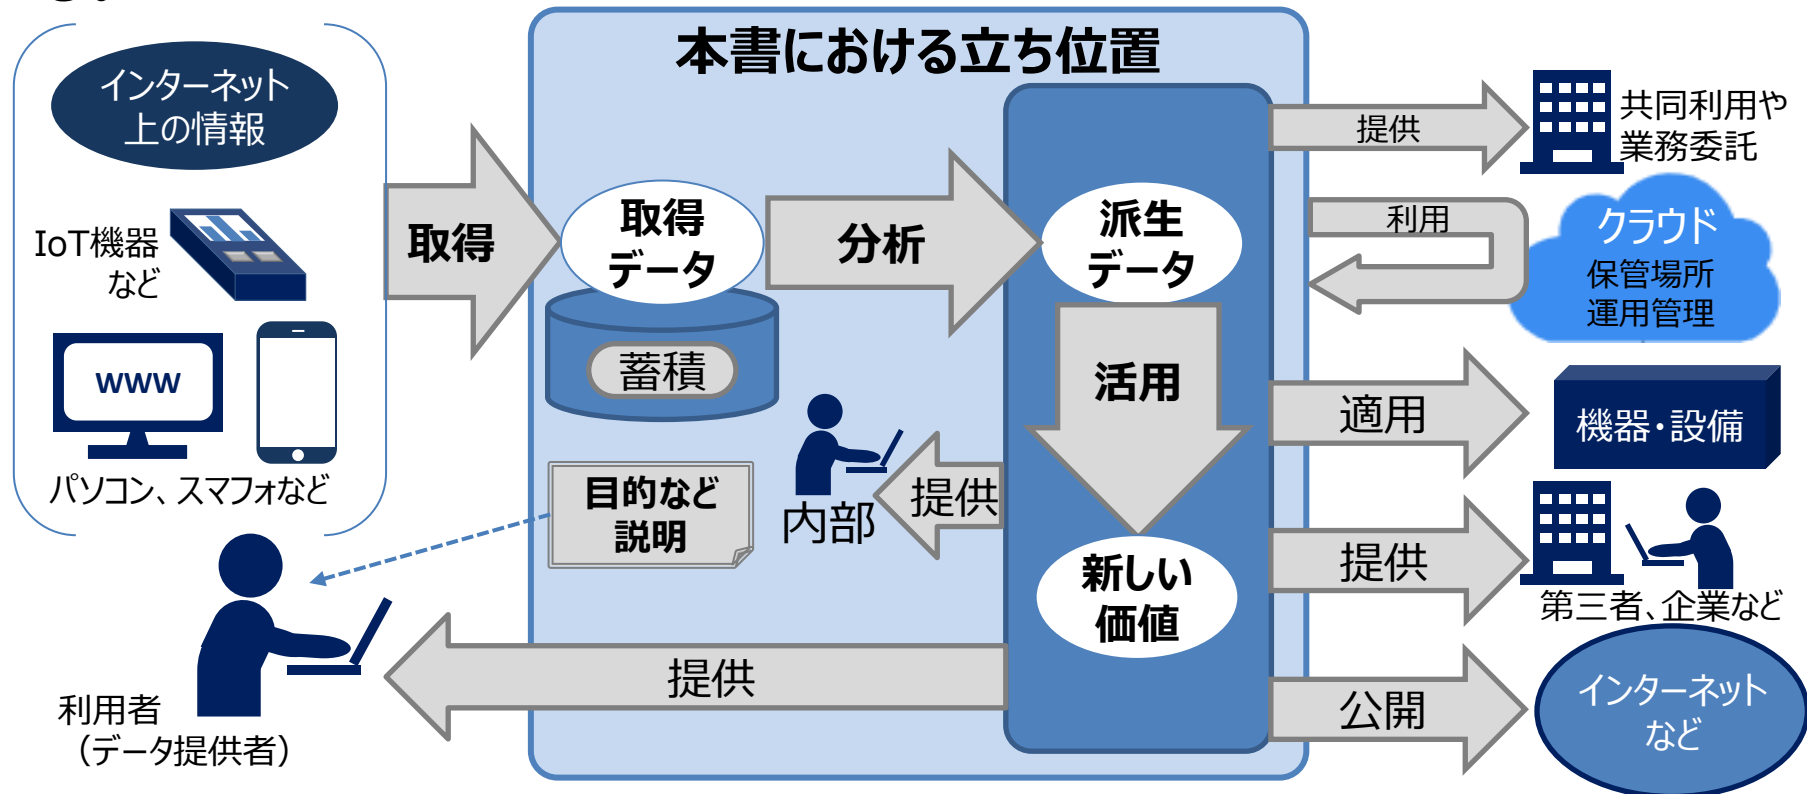 本書における立ち位置
インターネット
上の情報
IoT機器
など
WWW
パソコン、スマフォなど
取得
取得
データ
蓄積
分析
派生
データ
活用
新しい
価値
目的など
説明
内部
提供
提供
利用者
（データ提供者）
提供
共同利用や
業務委託
利用
クラウド
保管場所
運用管理
適用
機器・設備
提供
第三者、企業など
公開
インターネット
など